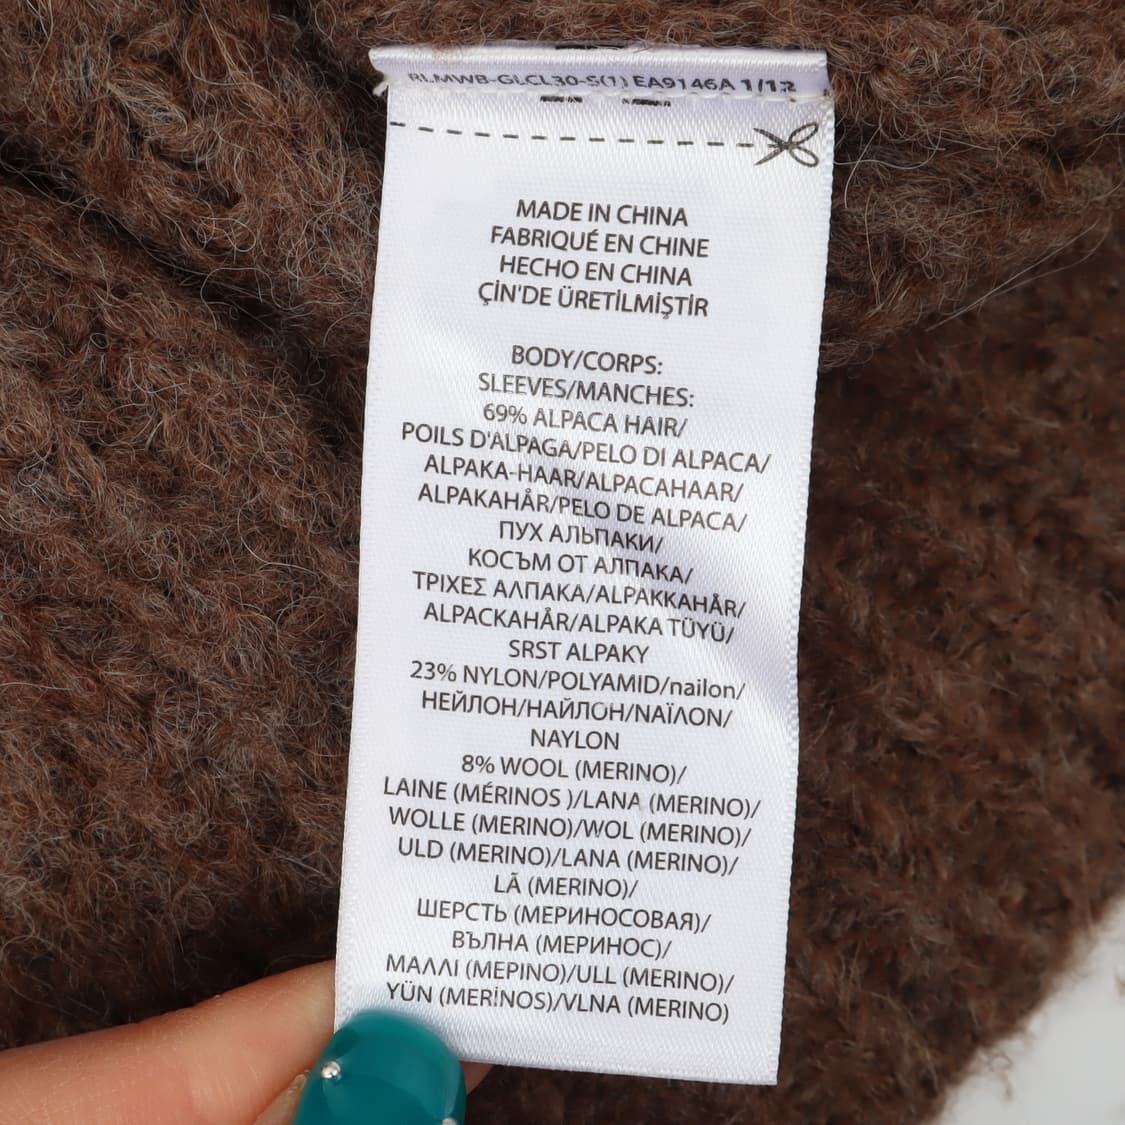 RLMWB-GLCL30-S(1) EA9146A 1/12
MADE IN CHINA
FABRIQUÉ EN CHINE
HECHO EN CHINA
ÇİN'DE ÜRETİLMİŞTİR
BODY/CORPS:
SLEEVES/MANCHES:
69% ALPACA HAIR/
POILS D'ALPAGA/PELO DI ALPACA/
ALPAKA-HAAR/ALPACAHAAR/
ALPAKAHÅR/PELO DE ALPACA/
ПУХ АЛЬПАКИ/
КОСЪМ ОТ АЛПАКА/
ΤΡΙΧΕΣ ΑΛΠΑΚΑ/ALPAKKAHÅR/
ALPACKAHÅR/ALPAKA TÜYÜ/
SRST ALPAKY
23% NYLON/POLYAMID/nailon/
НЕЙЛОН/НАЙЛОН/ΝΑΪΛΟΝ/
NAYLON
8% WOOL (MERINO)/
LAINE (MÉRINOS )/LANA (MERINO)/
WOLLE (MERINO)/WOL (MERINO)/
ULD (MERINO)/LANA (MERINO)/
LÃ (MERINO)/
ШЕРСТЬ (МЕРИНОСОВАЯ)/
ВЪЛНА (МЕРИНОС)/
ΜΑΛΛΙ (ΜΕΡΙΝΟ)/ULL (MERINO)/
YÜN (MERİNOS)/VLNA (MERINO)